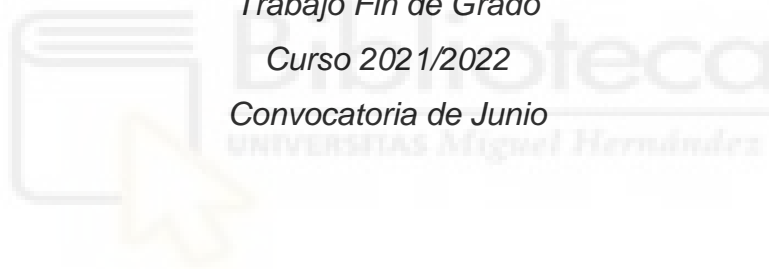 Trabajo Fin de Grado
Curso 2021/2022
Convocatoria de Junio
Biblioteca
UNIVERSITAS Miguel Hernández